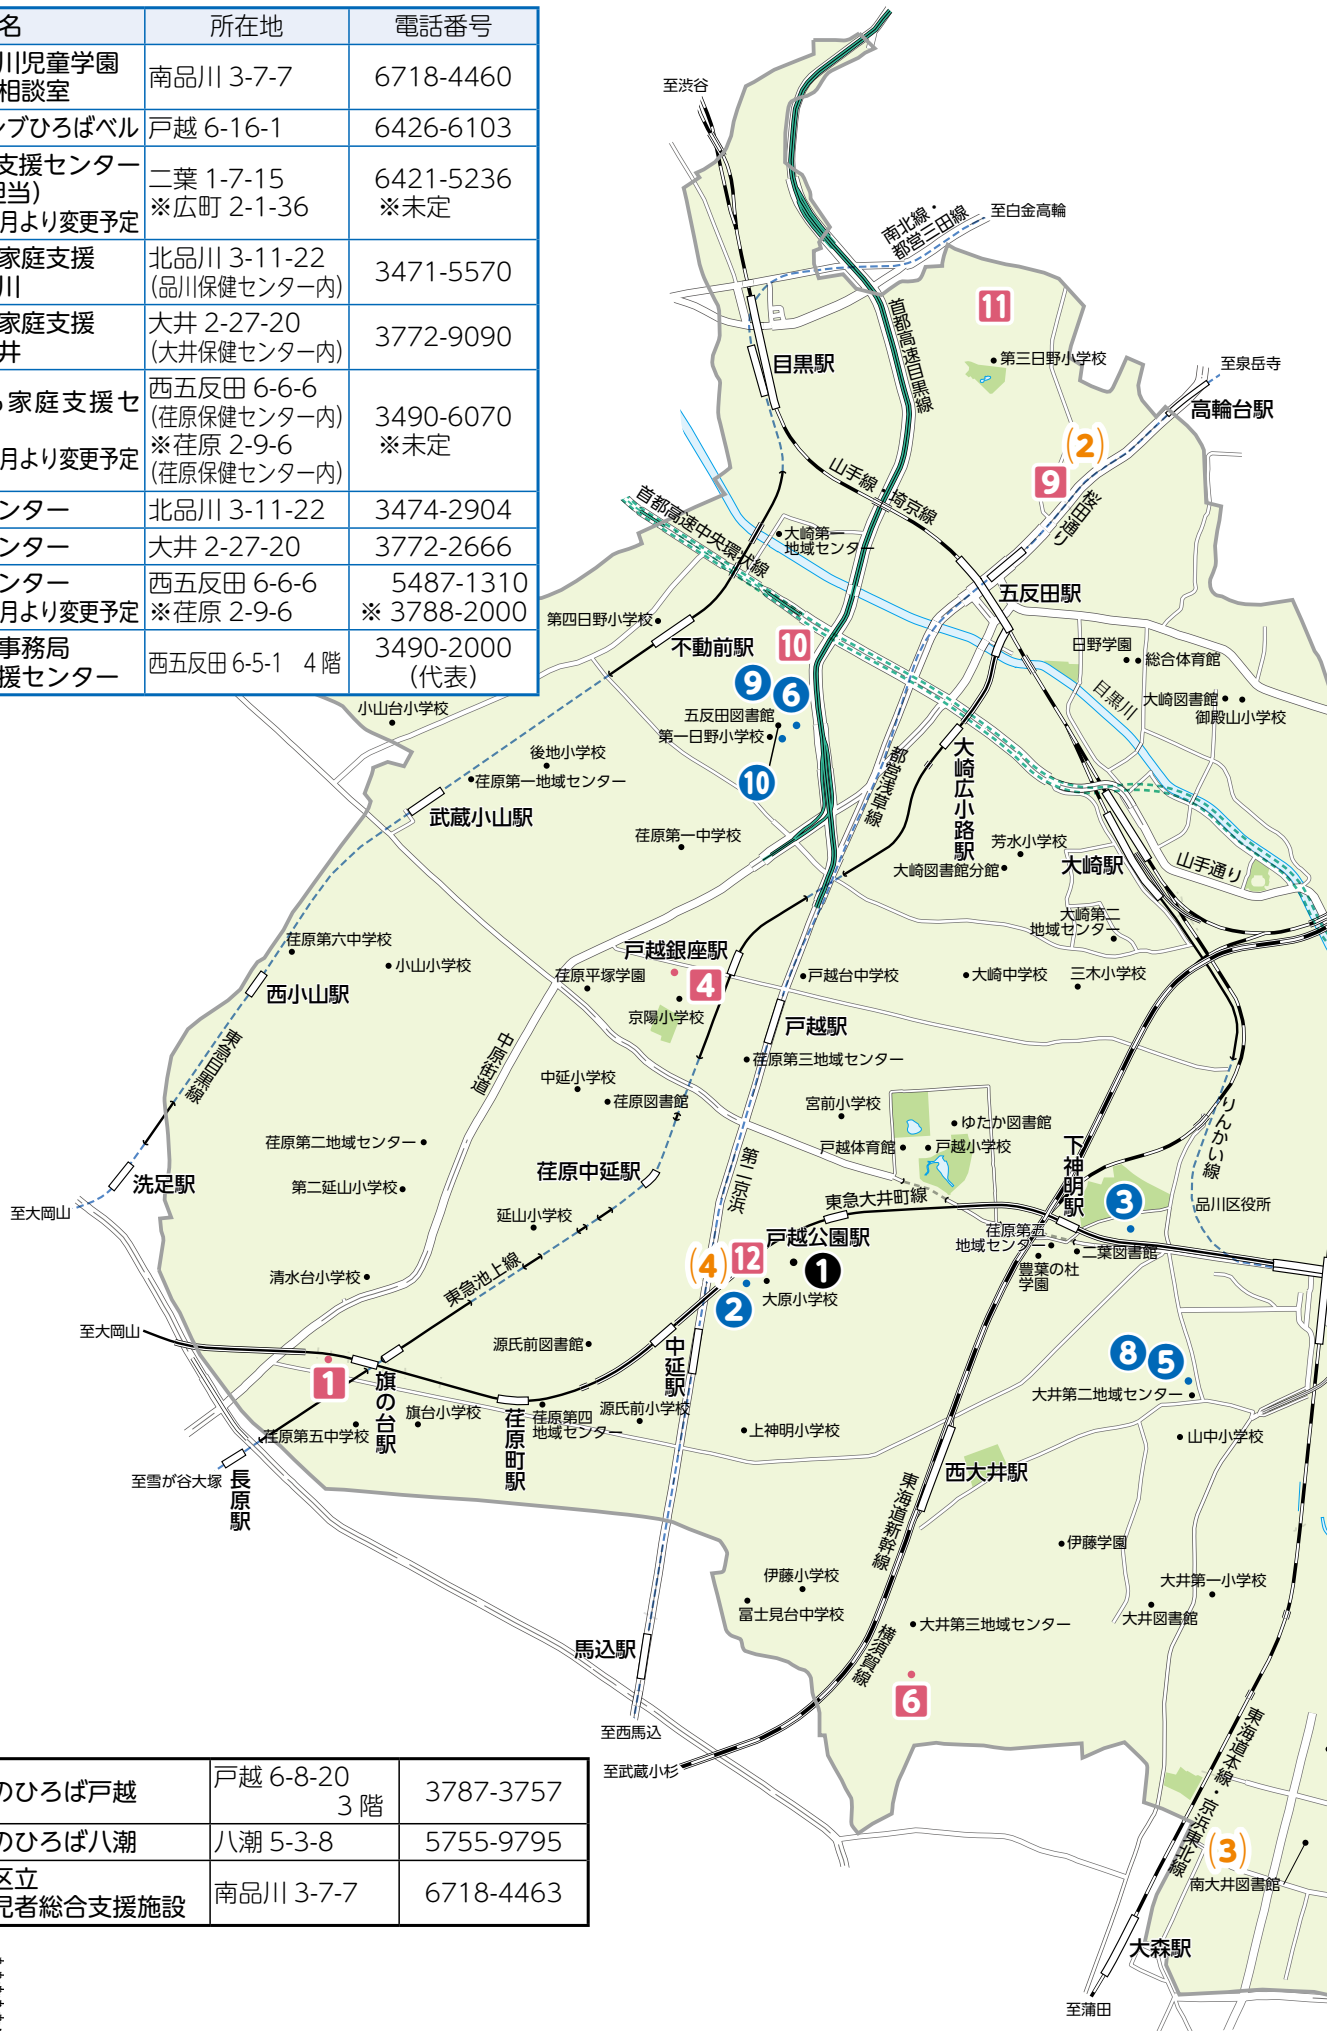 名 所在地 電話番号
川児童学園
相談室
南品川 3-7-7 6718-4460
ブひろばベル 戸越 6-16-1 6426-6103
支援センター
担当)
月より変更予定
二葉 1-7-15
※広町 2-1-36
6421-5236
※未定
家庭支援
川
北品川 3-11-22
(品川保健センター内)
3471-5570
家庭支援
井
大井 2-27-20
(大井保健センター内)
3772-9090
家庭支援セ
月より変更予定
西五反田 6-6-6
(荏原保健センター内)
※荏原 2-9-6
(荏原保健センター内)
3490-6070
※未定
ンター 北品川 3-11-22 3474-2904
ンター 大井 2-27-20 3772-2666
ンター
月より変更予定
西五反田 6-6-6
※荏原 2-9-6
5487-1310
※ 3788-2000
事務局
援センター
西五反田 6-5-1 4 階
3490-2000
(代表)
至渋谷
南北線・
都営三田線
至白金高輪
11
首都高速目黒線
第三日野小学校
目黒駅
至泉岳寺
高輪台駅
(2)
9
桜田通り
山手線・埼京線
首都高速中央環状線
大崎第一
地域センター
五反田駅
第四日野小学校
不動前駅
10
日野学園
総合体育館
9
6
目黒川
大崎図書館
御殿山小学校
小山台小学校
五反田図書館
第一日野小学校
後地小学校
荏原第一地域センター
10
都営浅草線
大崎広小路駅
武蔵小山駅
荏原第一中学校
芳水小学校
大崎図書館分館
大崎駅
山手通り
大崎第二
地域センター
荏原第六中学校
小山小学校
戸越銀座駅
荏原平塚学園
4
戸越台中学校
大崎中学校
三木小学校
西小山駅
京陽小学校
戸越駅
東急目黒線
中原街道
荏原第三地域センター
中延小学校
荏原図書館
宮前小学校
ゆたか図書館
りんかい線
荏原第二地域センター
戸越体育館
戸越小学校
下神明駅
荏原中延駅
第二京浜
洗足駅
第二延山小学校
東急大井町線
3
品川区役所
至大岡山
延山小学校
戸越公園駅
荏原第五
地域センター
二葉図書館
(4)
12
1
豊葉の杜
学園
清水台小学校
東急池上線
2
大原小学校
至大岡山
源氏前図書館
中延駅
8
5
1
旗の台駅
大井第二地域センター
旗台小学校
荏原町駅
荏原第四
地域センター
源氏前小学校
荏原第五中学校
上神明小学校
山中小学校
至雪が谷大塚
長原駅
西大井駅
東海道新幹線
伊藤学園
伊藤小学校
大井第一小学校
冨士見台中学校
大井図書館
大井第三地域センター
馬込駅
横須賀線
6
至西馬込
東海道本線・京浜東北線
至武蔵小杉
のひろば戸越
戸越 6-8-20
3 階
3787-3757
のひろば八潮 八潮 5-3-8 5755-9795
区立
児者総合支援施設
南品川 3-7-7 6718-4463
(3)
南大井図書館
大森駅
至蒲田